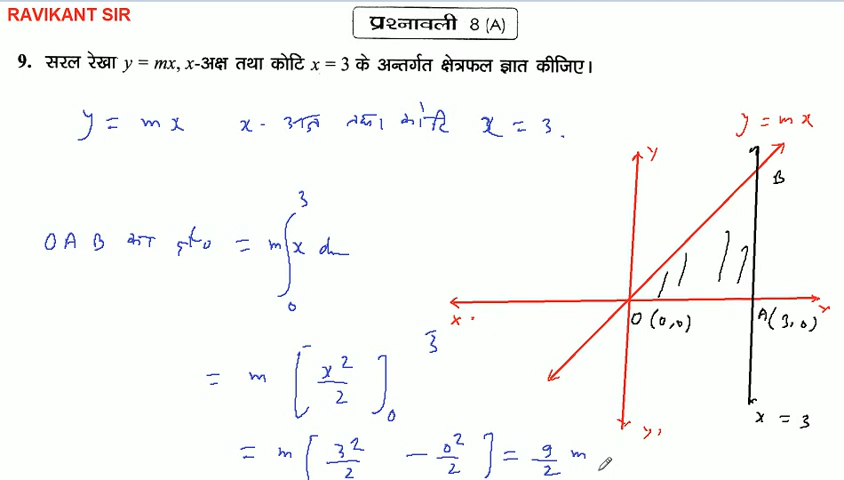 RAVIKANT SIR
प्रश्नावली 8 (A)
9. सरल रेखा y = mx, x-अक्ष तथा कोटि x = 3 के अन्तर्गत क्षेत्रफल ज्ञात कीजिए।
y = mx x - अक्ष तथा कोटि x = 3.
y = mx
y
B
OAB का क्षे० = m∫₀³ x dx
x'
O (0,0)
A(3,0)
x
= m [x²/2]₀³
x = 3
y'
= m [3²/2 - 0²/2] = 9/2 m